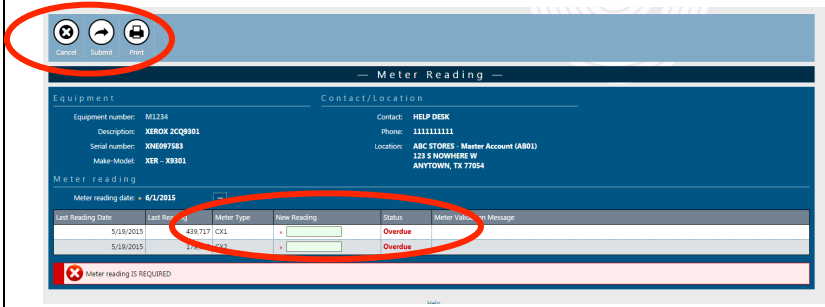 Cancel Submit Print
— Meter Reading —
Equipment Contact/Location
Equipment number: M1234 Contact: HELP DESK
Description: XEROX 2CQ9301 Phone: 1111111111
Serial number: XNE097583 Location: ABC STORES - Master Account (AB01)
123 S NOWHERE W
Make-Model: XER – X9301
ANYTOWN, TX 77054
Meter reading
Meter reading date: 6/1/2015
Last Reading Date Last Reading Meter Type New Reading Status Meter Validation Message
5/19/2015 439,717 CX1 Overdue
5/19/2015 CX2 Overdue
Meter reading IS REQUIRED
Help